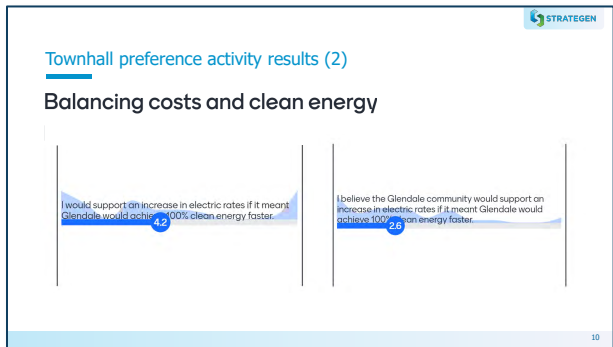 STRATEGEN
Townhall preference activity results (2)
Balancing costs and clean energy
I would support an increase in electric rates if it meant
Glendale would achieve 100% clean energy faster.
4.2
I believe the Glendale community would support an
increase in electric rates if it meant Glendale would
achieve 100% clean energy faster.
2.6
10